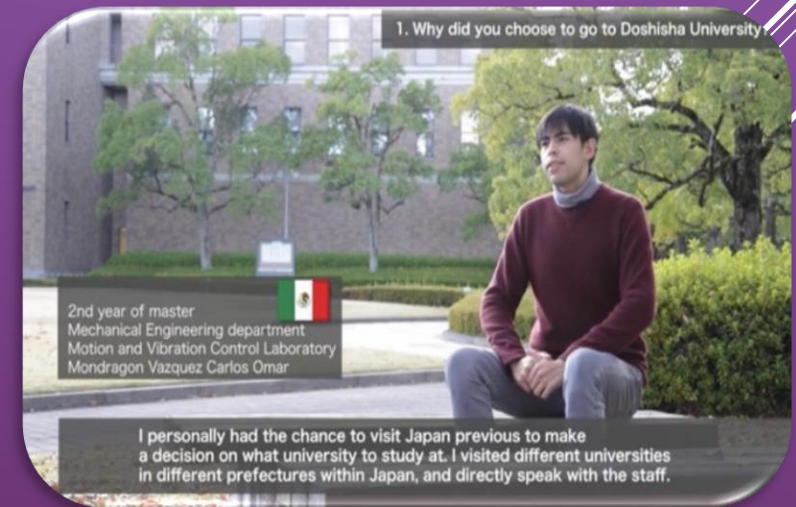 1. Why did you choose to go to Doshisha University?
2nd year of master
Mechanical Engineering department
Motion and Vibration Control Laboratory
Mondragon Vazquez Carlos Omar
I personally had the chance to visit Japan previous to make
a decision on what university to study at. I visited different universities
in different prefectures within Japan, and directly speak with the staff.